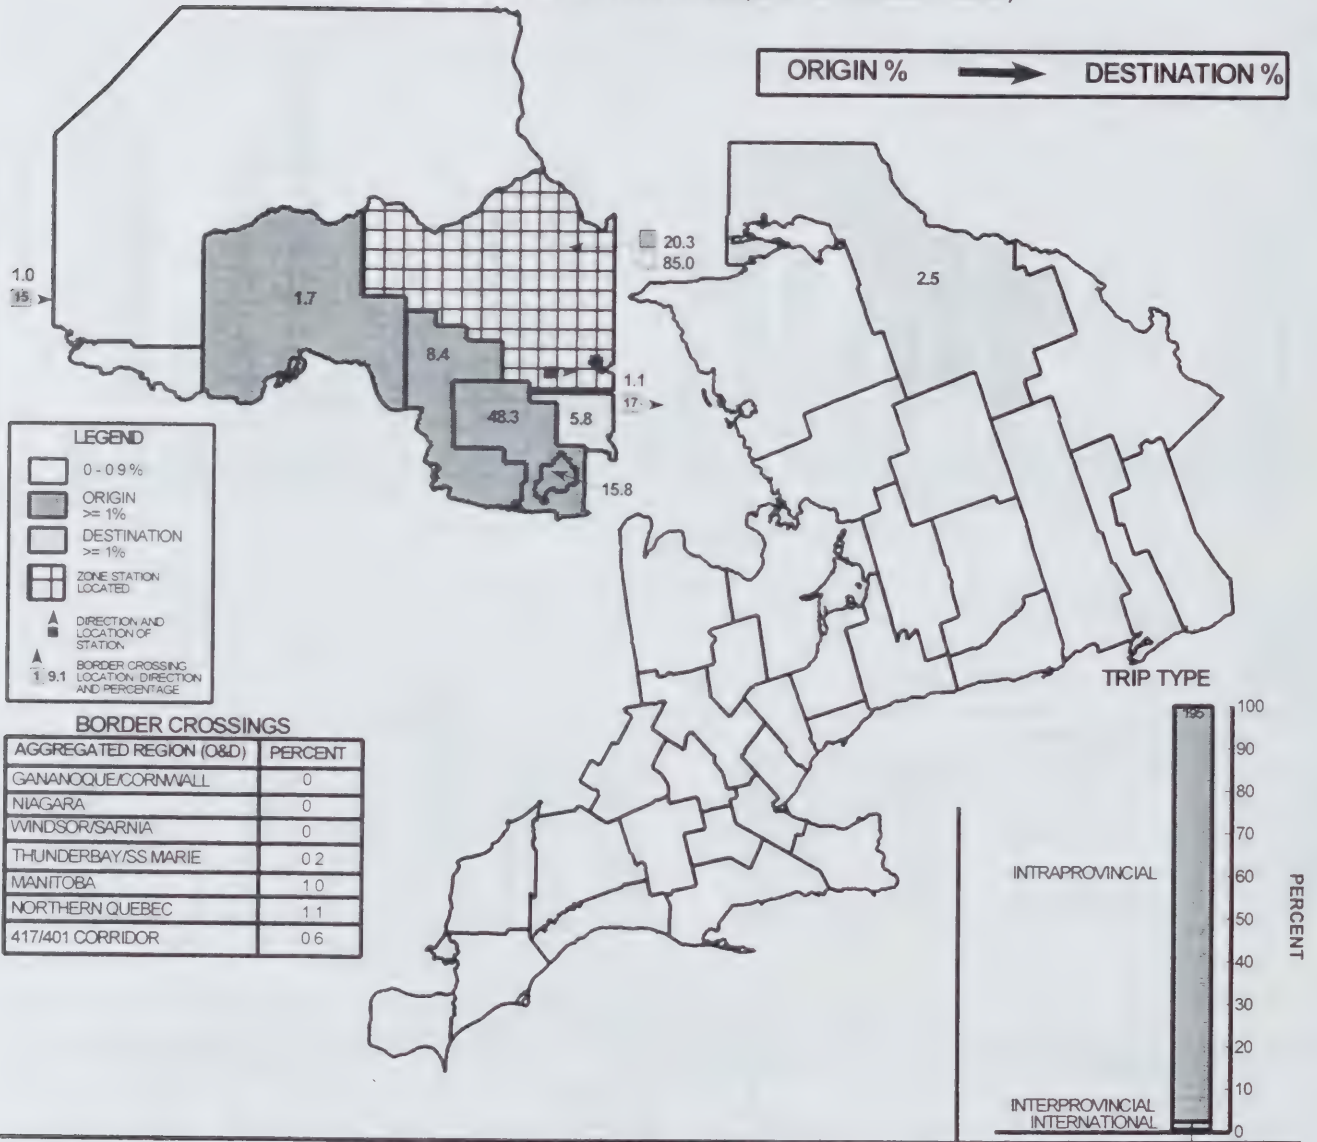 ORIGIN % DESTINATION %
20.3
85.0
2.5
1.0
15
1.7
8.4
1.1
17
48.3
5.8
15.8
LEGEND
0 - 0 9 %
ORIGIN
>= 1%
DESTINATION
>= 1%
ZONE STATION
LOCATED
DIRECTION AND
LOCATION OF
STATION
1 9.1 BORDER CROSSING
LOCATION DIRECTION
AND PERCENTAGE
BORDER CROSSINGS
AGGREGATED REGION (O&D) PERCENT
GANANOQUE/CORNWALL 0
NIAGARA 0
WINDSOR/SARNIA 0
THUNDERBAY/SS MARIE 0 2
MANITOBA 1 0
NORTHERN QUEBEC 1 1
417/401 CORRIDOR 0 6
TRIP TYPE
195
100
90
80
70
INTRAPROVINCIAL
60
50
40
30
20
10
0
PERCENT
INTERPROVINCIAL
INTERNATIONAL